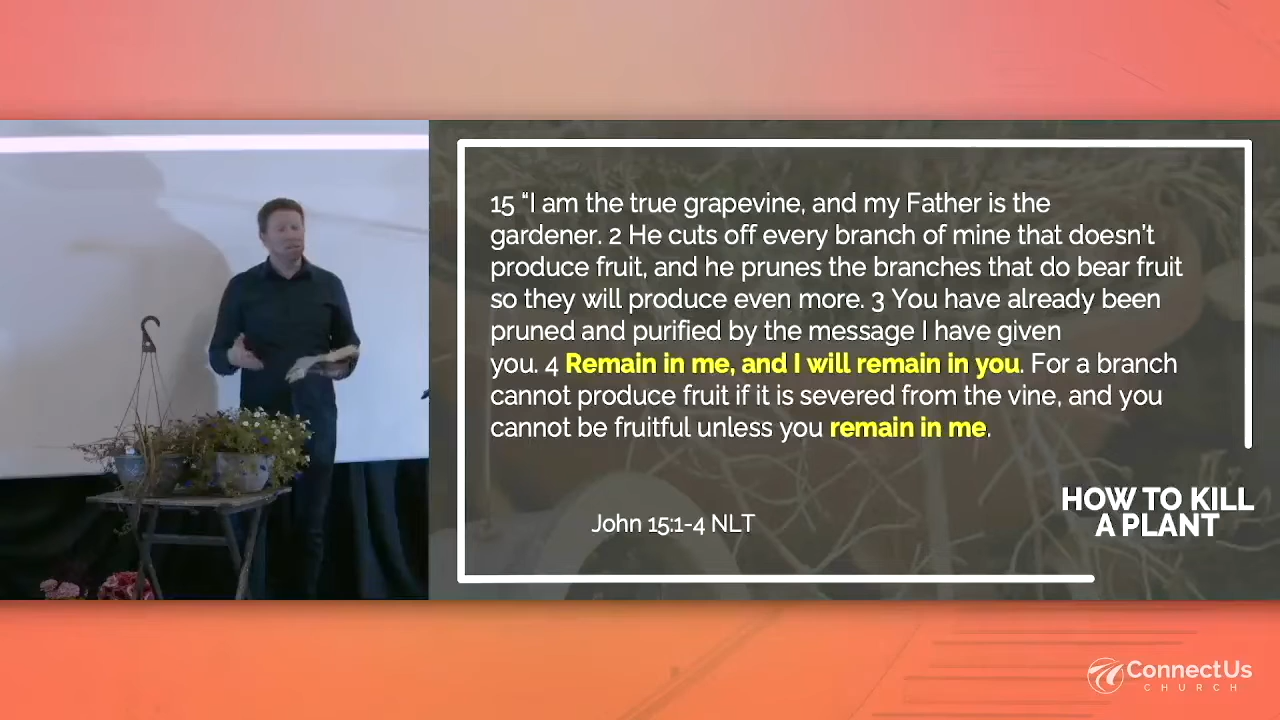 15 “I am the true grapevine, and my Father is the
gardener. 2 He cuts off every branch of mine that doesn’t
produce fruit, and he prunes the branches that do bear fruit
so they will produce even more. 3 You have already been
pruned and purified by the message I have given
you. 4 Remain in me, and I will remain in you. For a branch
cannot produce fruit if it is severed from the vine, and you
cannot be fruitful unless you remain in me.
John 15:1-4 NLT
HOW TO KILL
A PLANT
ConnectUs
CHURCH